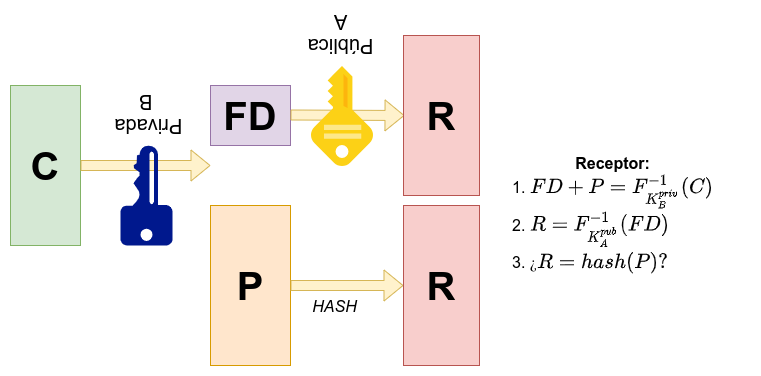 A
Pública
B
Privada
C
FD
R
P
HASH
R
Receptor:
1. FD + P = F^{-1}_{K_B^{priv}}(C)
2. R = F^{-1}_{K_A^{pub}}(FD)
3. ¿R = hash(P)?